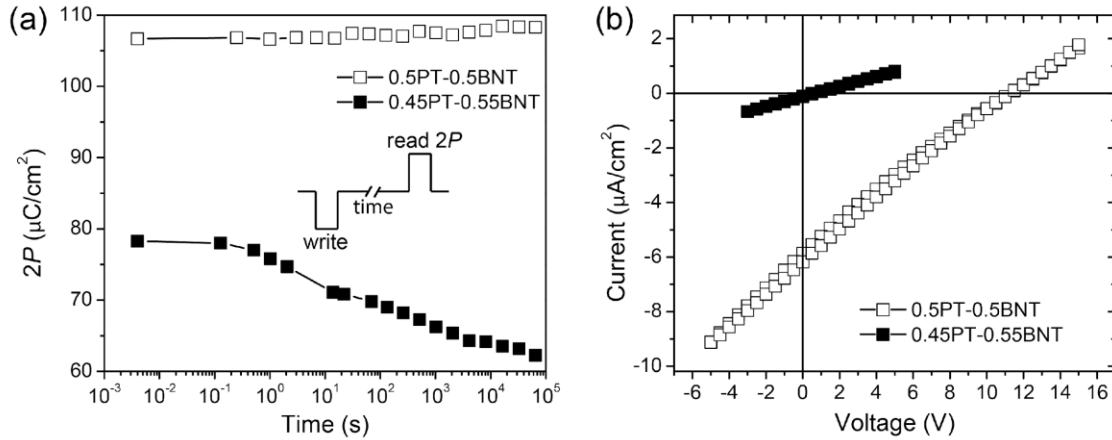 (a)
110
100
90
80
70
60
2P (μC/cm²)
10⁻³ 10⁻² 10⁻¹ 10⁰ 10¹ 10² 10³ 10⁴ 10⁵
Time (s)
0.5PT-0.5BNT
0.45PT-0.55BNT
read 2P
time
write
(b)
2
0
-2
-4
-6
-8
-10
Current (μA/cm²)
-6 -4 -2 0 2 4 6 8 10 12 14 16
Voltage (V)
0.5PT-0.5BNT
0.45PT-0.55BNT